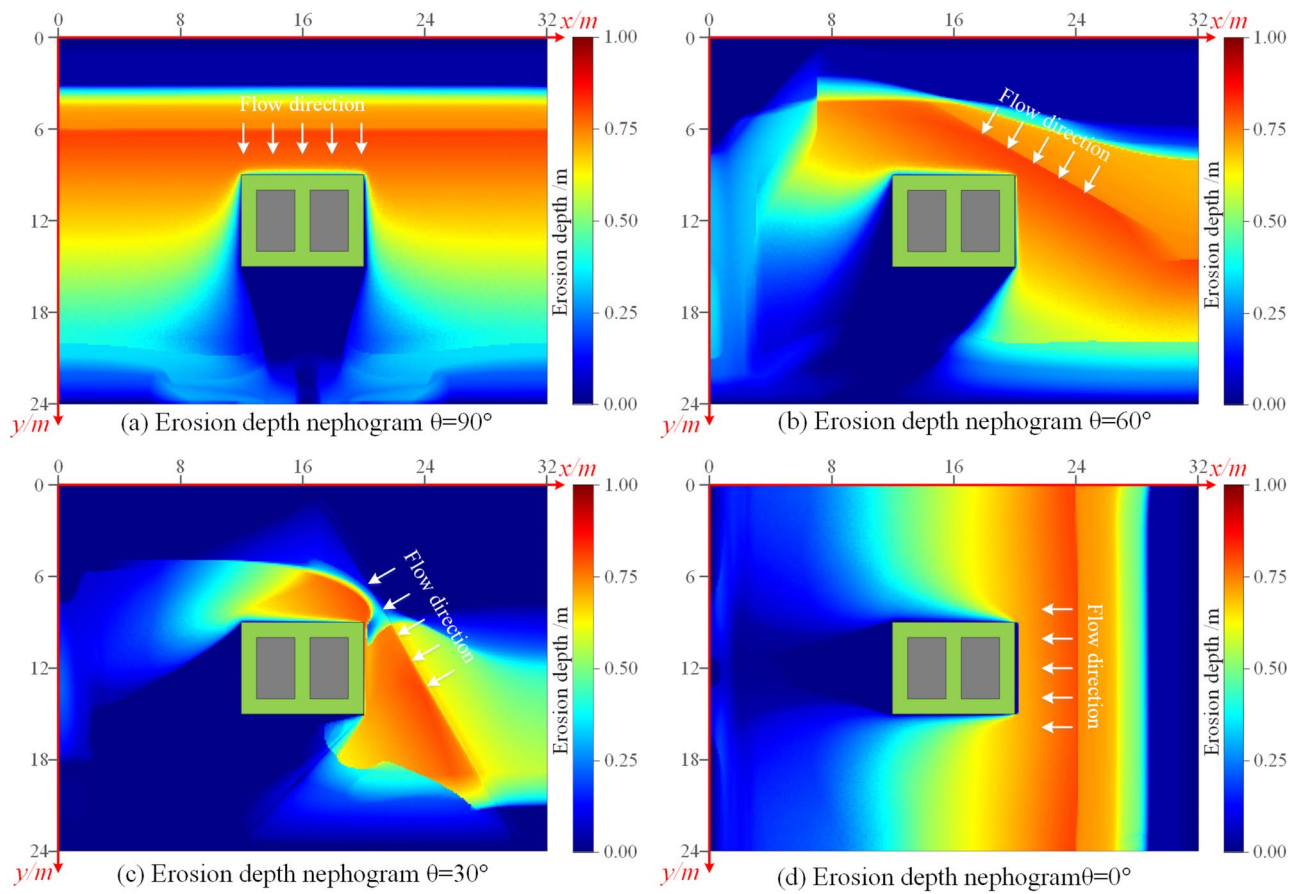 0 8 16 24 32 x/m
0 6 12 18 24 y/m
Flow direction
1.00 0.75 0.50 0.25 0.00
Erosion depth /m
(a) Erosion depth nephogram θ=90°
0 8 16 24 32 x/m
0 6 12 18 24 y/m
Flow direction
1.00 0.75 0.50 0.25 0.00
Erosion depth /m
(b) Erosion depth nephogram θ=60°
0 8 16 24 32 x/m
0 6 12 18 24 y/m
Flow direction
1.00 0.75 0.50 0.25 0.00
Erosion depth /m
(c) Erosion depth nephogram θ=30°
0 8 16 24 32 x/m
0 6 12 18 24 y/m
Flow direction
1.00 0.75 0.50 0.25 0.00
Erosion depth /m
(d) Erosion depth nephogramθ=0°